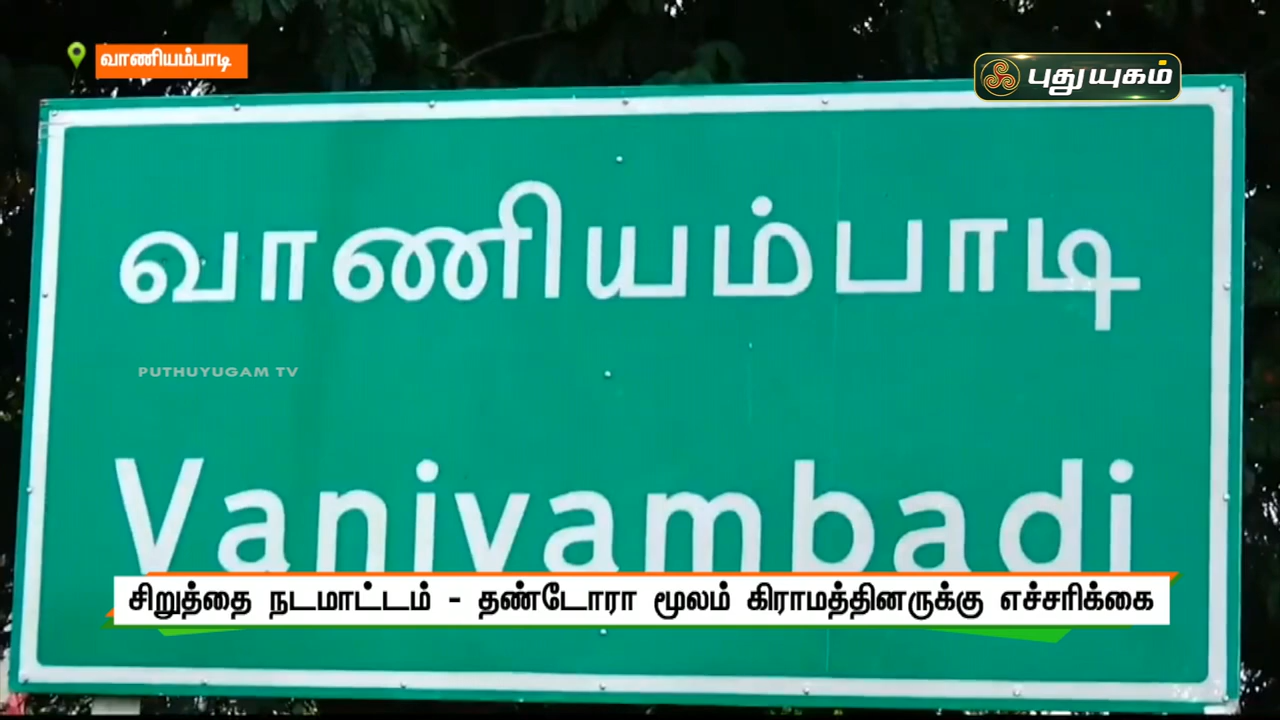 வாணியம்பாடி
புதுயுகம்
வாணியம்பாடி
PUTHUYUGAM TV
Vaniyambadi
சிறுத்தை நடமாட்டம் - தண்டோரா மூலம் கிராமத்தினருக்கு எச்சரிக்கை